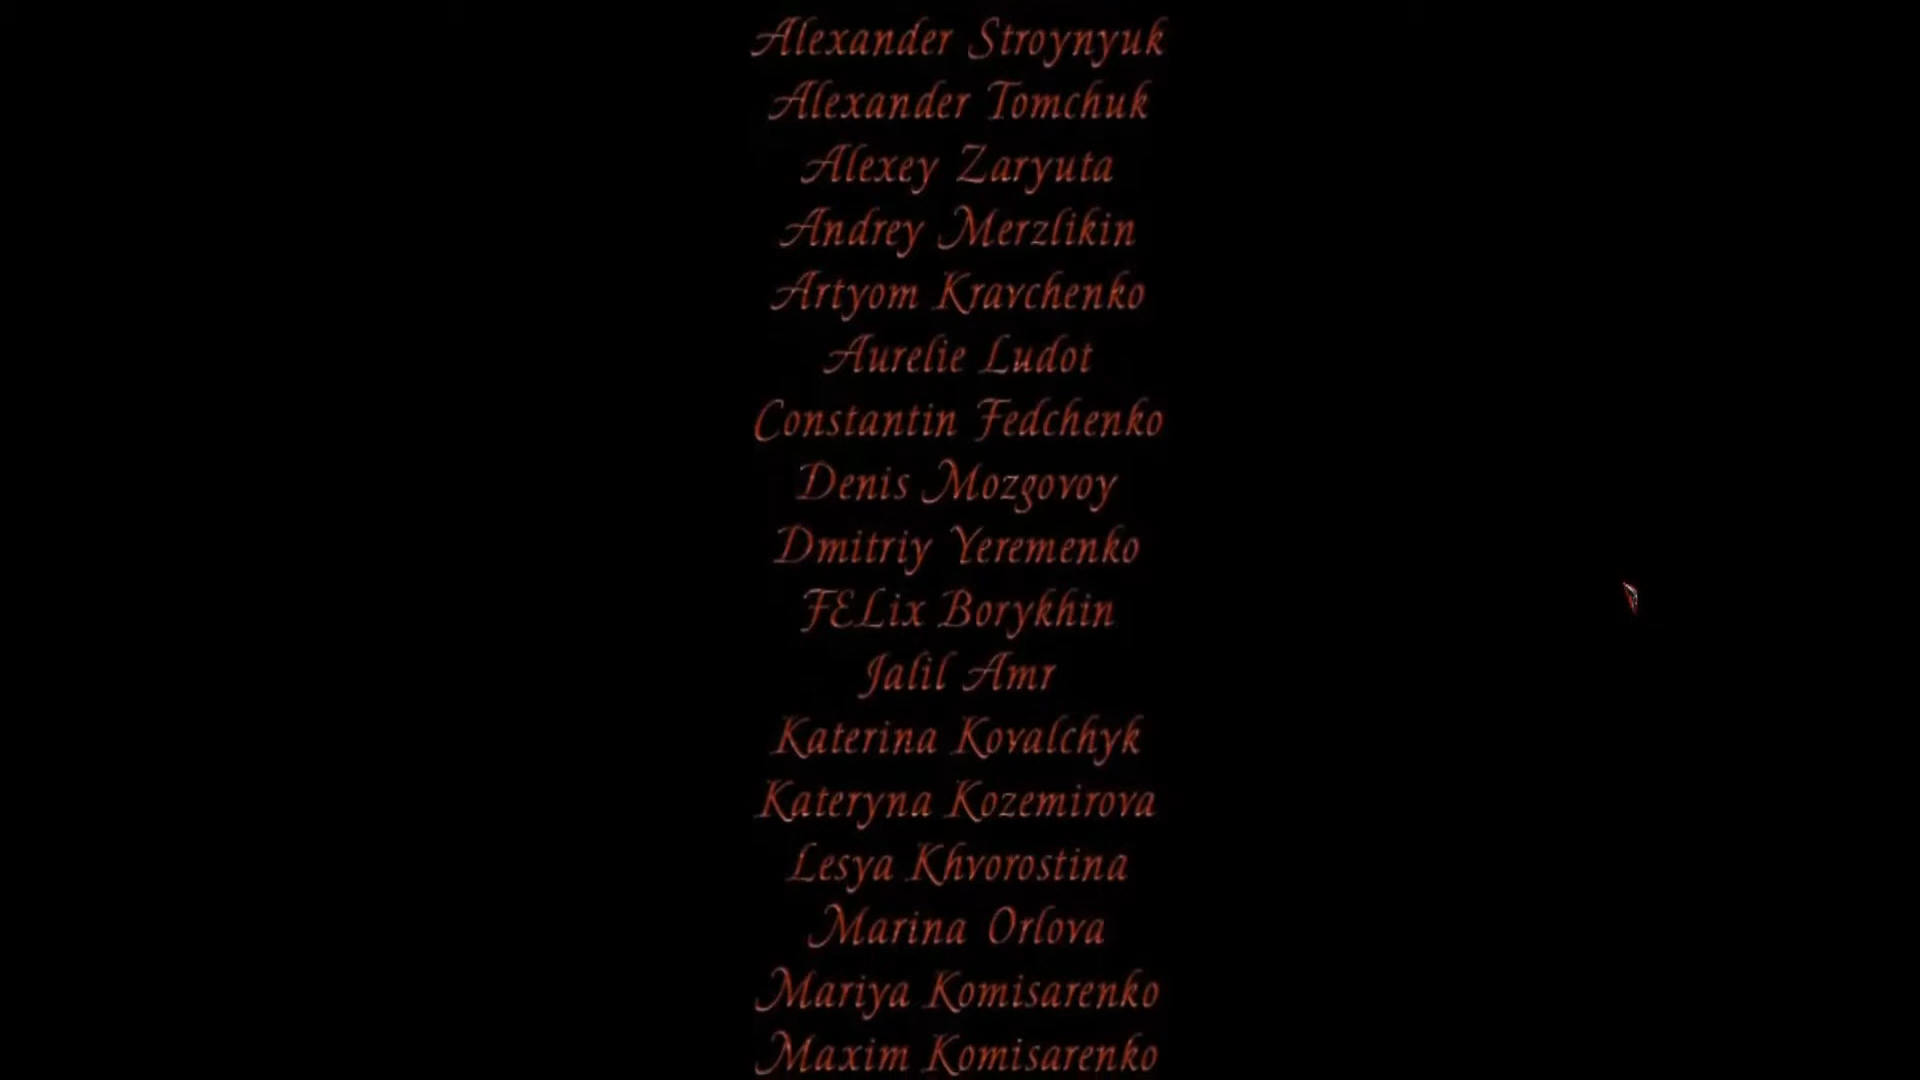 Alexander Stroynyuk
Alexander Tomchuk
Alexey Zaryuta
Andrey Merzlikin
Artyom Kravchenko
Aurelie Ludot
Constantin Fedchenko
Denis Mozgovoy
Dmitriy Yeremenko
FELix Borykhin
Jalil Amr
Katerina Kovalchyk
Kateryna Kozemirova
Lesya Khvorostina
Marina Orlova
Mariya Komisarenko
Maxim Komisarenko